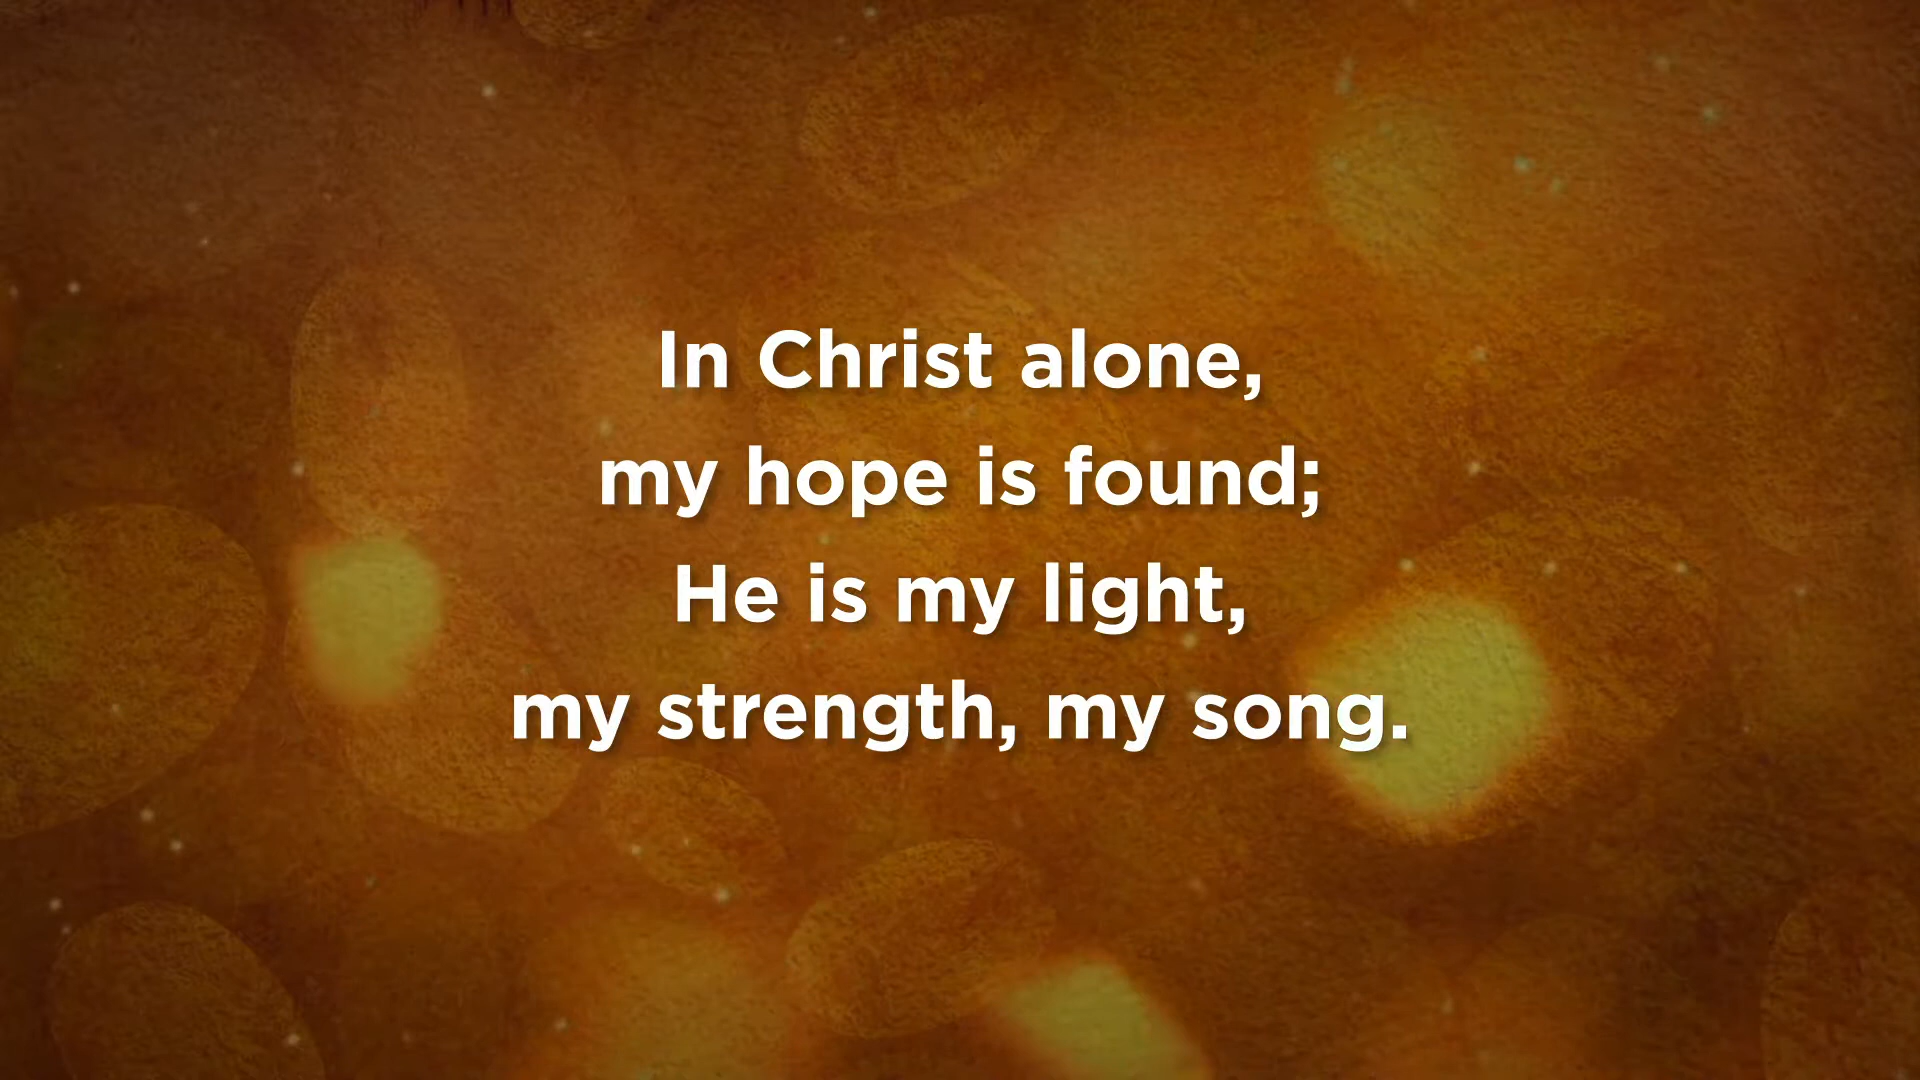 In Christ alone,
my hope is found;
He is my light,
my strength, my song.